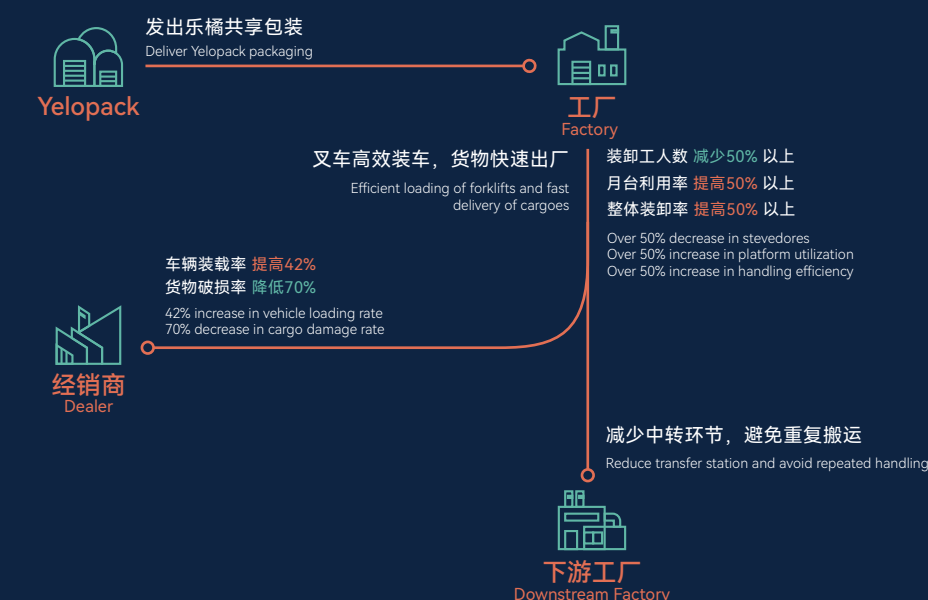 发出乐橘共享包装
Deliver Yelopack packaging
Yelopack
工厂
Factory
叉车高效装车，货物快速出厂
Efficient loading of forklifts and fast
delivery of cargoes
装卸工人数 减少50% 以上
月台利用率 提高50% 以上
整体装卸率 提高50% 以上
Over 50% decrease in stevedores
Over 50% increase in platform utilization
Over 50% increase in handling efficiency
车辆装载率 提高42%
货物破损率 降低70%
42% increase in vehicle loading rate
70% decrease in cargo damage rate
经销商
Dealer
减少中转环节，避免重复搬运
Reduce transfer station and avoid repeated handling
下游工厂
Downstream Factory